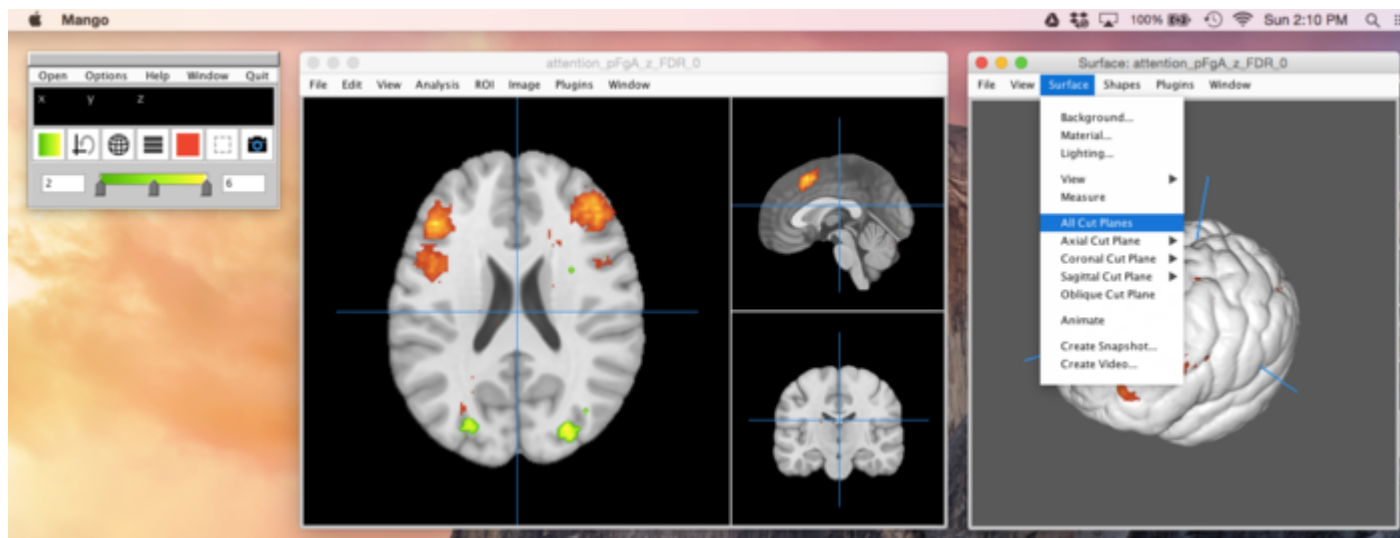 Mango
100%
Sun 2:10 PM
Open Options Help Window Quit
x y z
2
6
attention_pFgA_z_FDR_0
File Edit View Analysis ROI Image Plugins Window
Surface: attention_pFgA_z_FDR_0
File View Surface Shapes Plugins Window
Background...
Material...
Lighting...
View
Measure
All Cut Planes
Axial Cut Plane
Coronal Cut Plane
Sagittal Cut Plane
Oblique Cut Plane
Animate
Create Snapshot...
Create Video...